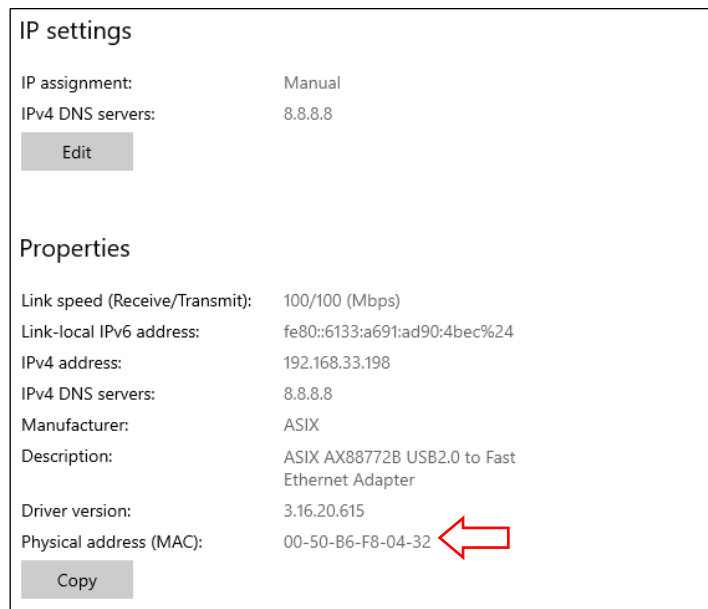 IP settings
IP assignment: Manual
IPv4 DNS servers: 8.8.8.8
Edit
Properties
Link speed (Receive/Transmit): 100/100 (Mbps)
Link-local IPv6 address: fe80::6133:a691:ad90:4bec%24
IPv4 address: 192.168.33.198
IPv4 DNS servers: 8.8.8.8
Manufacturer: ASIX
Description: ASIX AX88772B USB2.0 to Fast
Ethernet Adapter
Driver version: 3.16.20.615
Physical address (MAC): 00-50-B6-F8-04-32
Copy